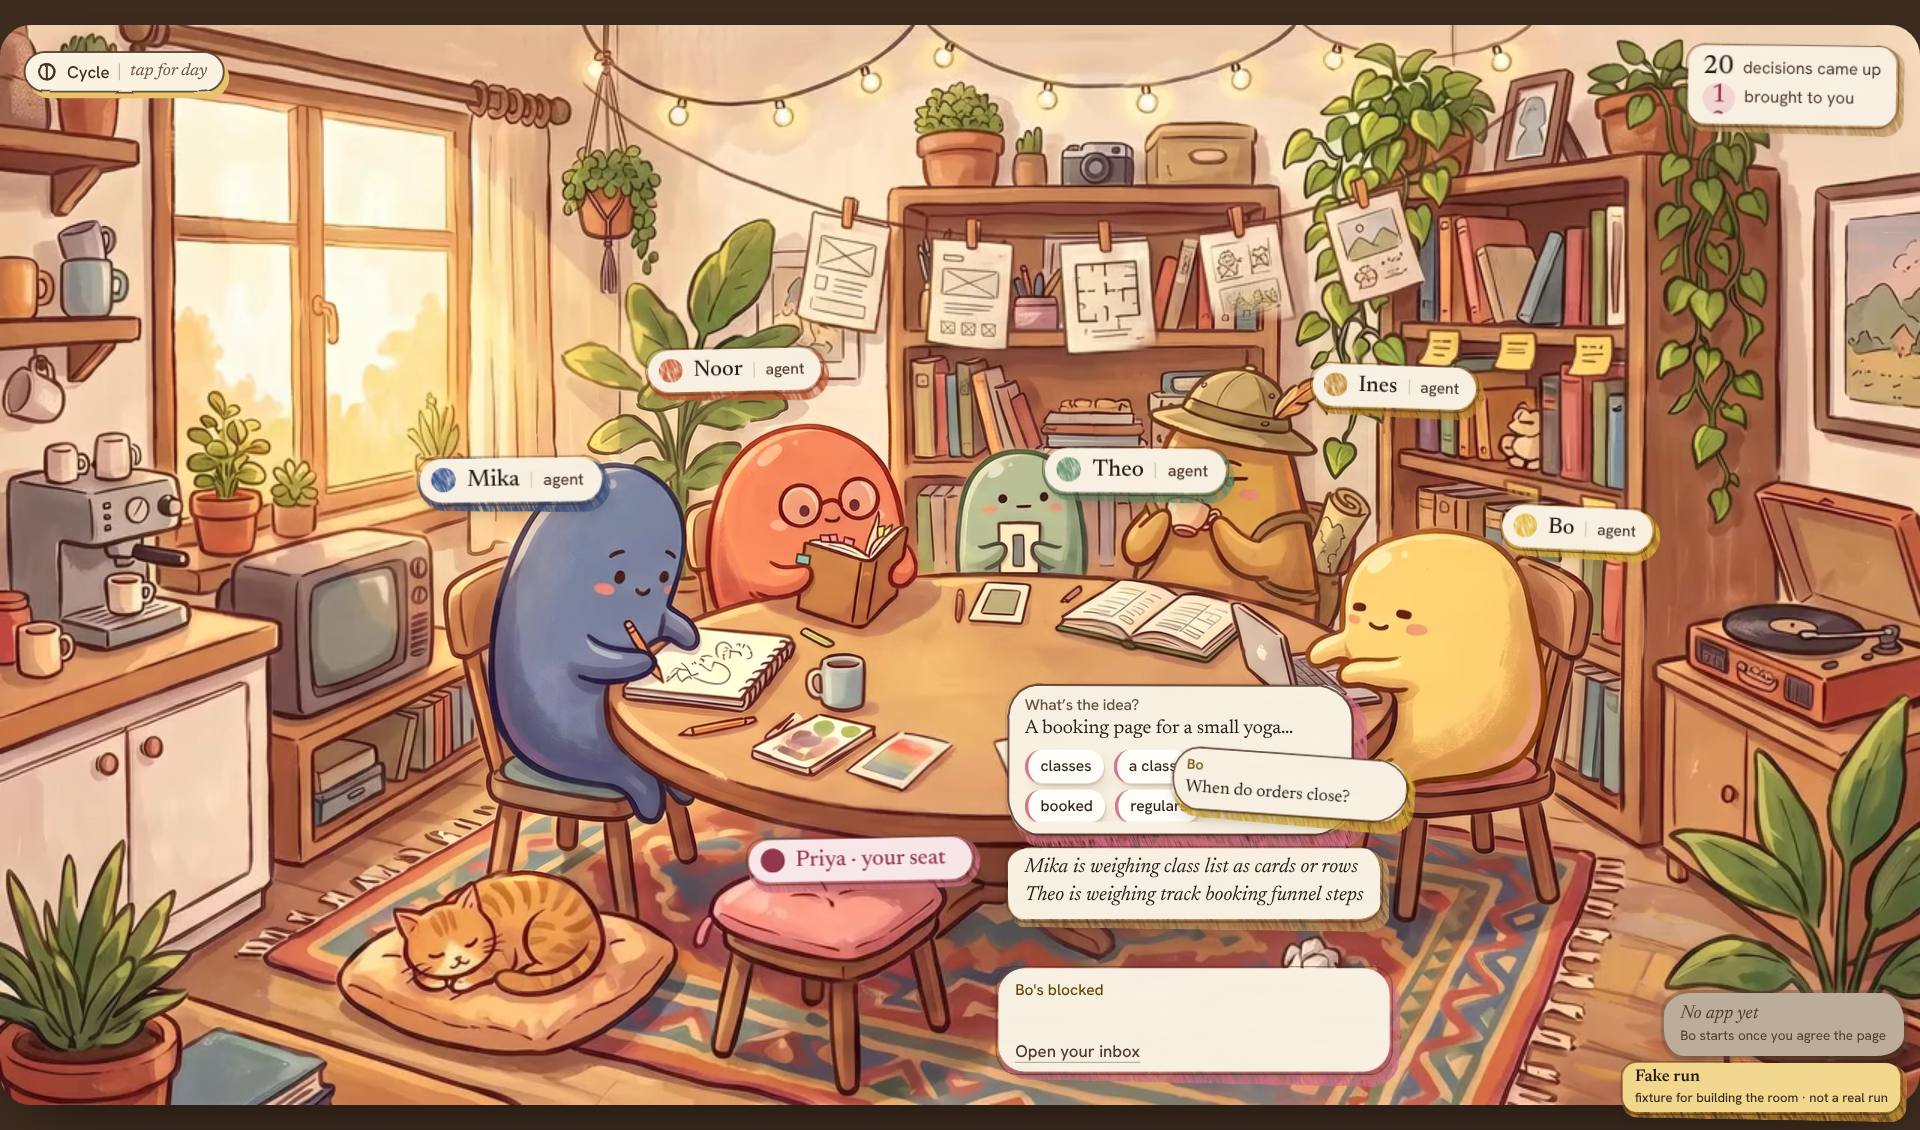 Cycle | tap for day
20 decisions came up
1 brought to you
Noor | agent
Ines | agent
Mika | agent
Theo | agent
Bo | agent
What's the idea?
A booking page for a small yoga...
classes
a class
booked
regular
Bo
When do orders close?
Priya · your seat
Mika is weighing class list as cards or rows
Theo is weighing track booking funnel steps
Bo's blocked
Open your inbox
No app yet
Bo starts once you agree the page
Fake run
fixture for building the room · not a real run